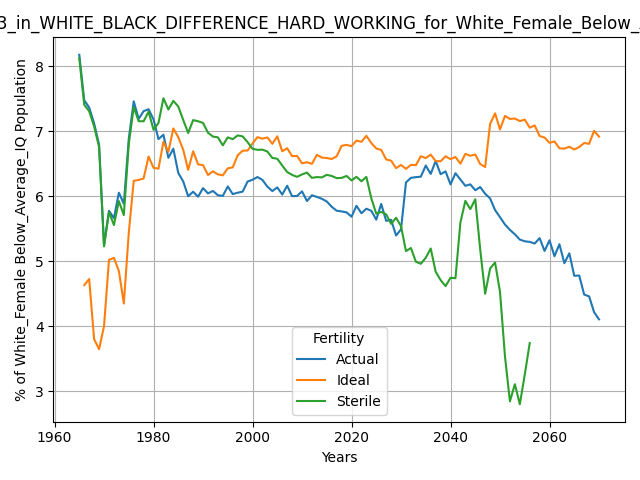 3_in_WHITE_BLACK_DIFFERENCE_HARD_WORKING_for_White_Female_Below_
% of White_Female Below_Average_IQ Population
8
7
6
5
4
3
Fertility
Actual
Ideal
Sterile
1960
1980
2000
2020
2040
2060
Years